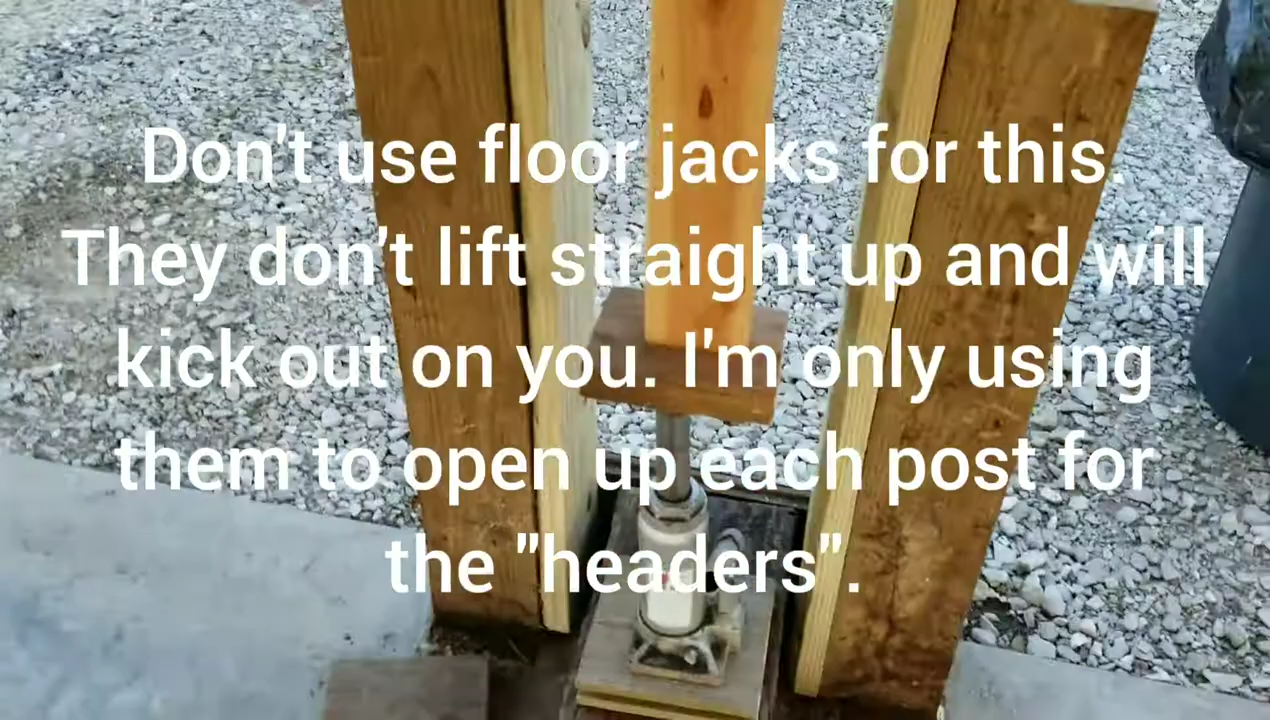 Don't use floor jacks for this.
They don't lift straight up and will
kick out on you. I'm only using
them to open up each post for
the "headers".